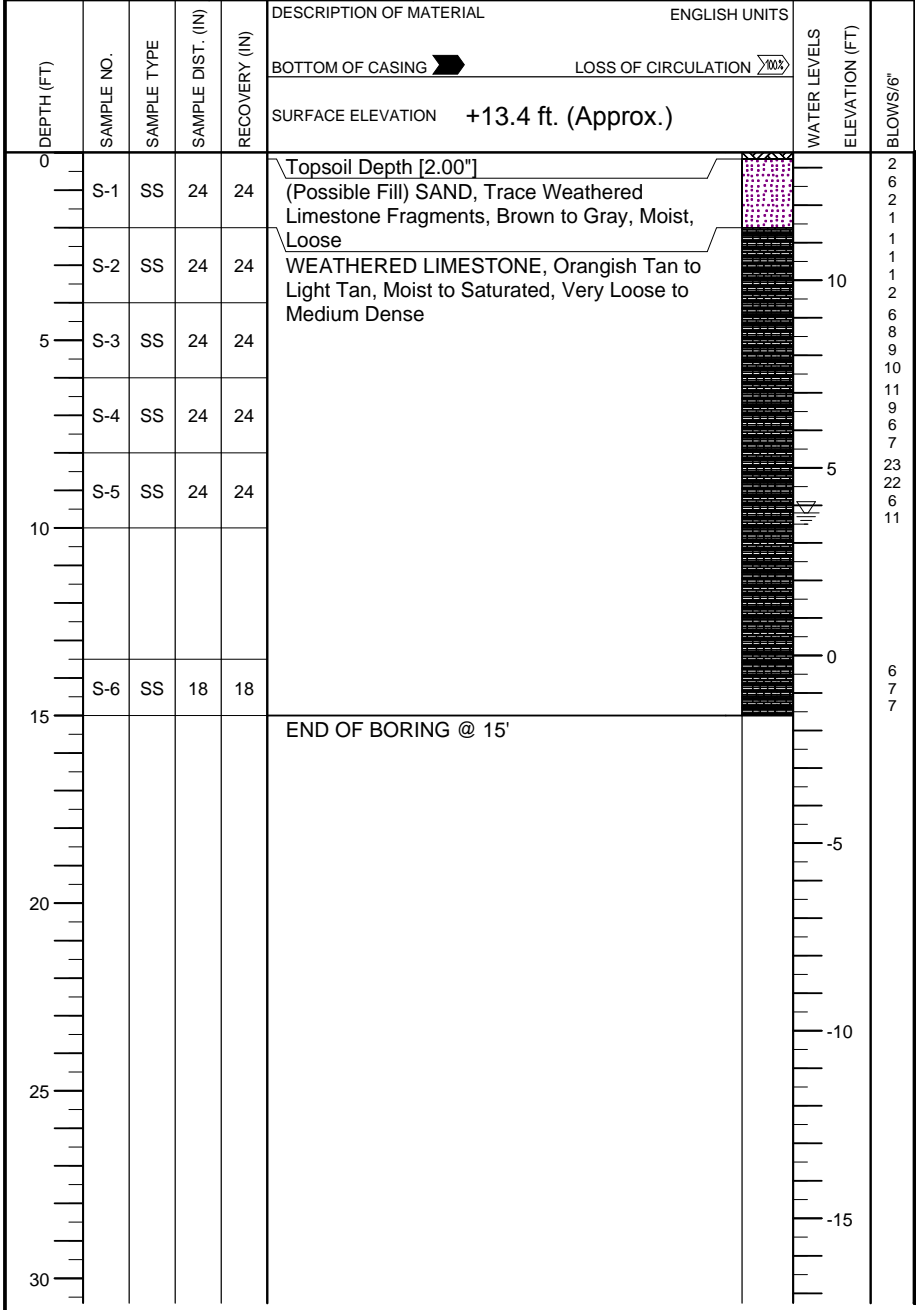 DEPTH (FT)
SAMPLE NO.
SAMPLE TYPE
SAMPLE DIST. (IN)
RECOVERY (IN)
DESCRIPTION OF MATERIAL ENGLISH UNITS
BOTTOM OF CASING LOSS OF CIRCULATION 100%
SURFACE ELEVATION +13.4 ft. (Approx.)
WATER LEVELS
ELEVATION (FT)
BLOWS/6"
0
5
10
15
20
25
30
S-1 SS 24 24
S-2 SS 24 24
S-3 SS 24 24
S-4 SS 24 24
S-5 SS 24 24
S-6 SS 18 18
Topsoil Depth [2.00"]
(Possible Fill) SAND, Trace Weathered
Limestone Fragments, Brown to Gray, Moist,
Loose
WEATHERED LIMESTONE, Orangish Tan to
Light Tan, Moist to Saturated, Very Loose to
Medium Dense
END OF BORING @ 15'
10
5
0
-5
-10
-15
2
6
2
1
1
1
1
2
6
8
9
10
11
9
6
7
23
22
6
11
6
7
7